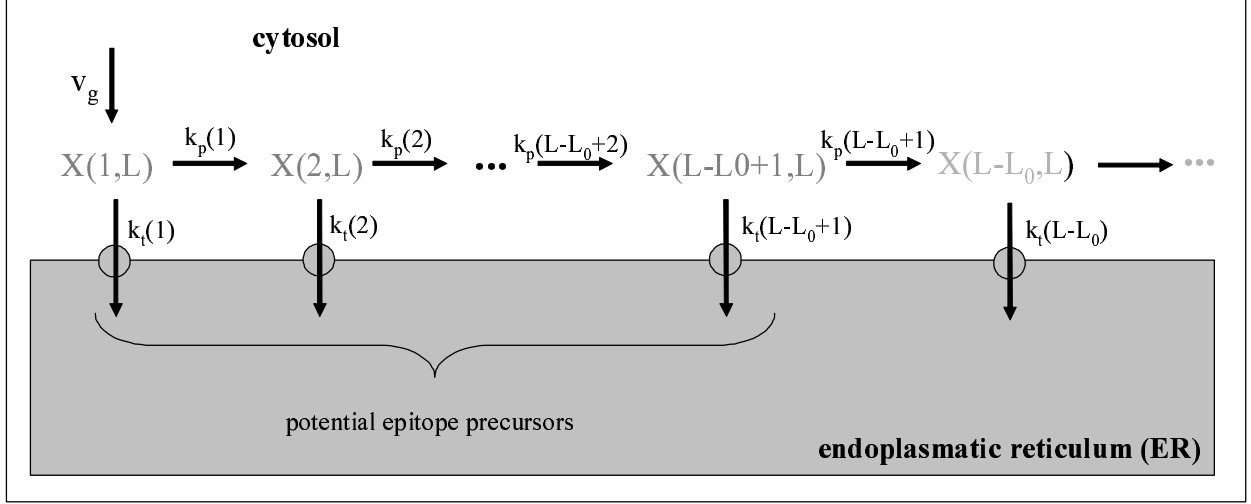 cytosol
v_g
k_p(1) k_p(2) k_p(L-L_0+2) k_p(L-L_0+1)
X(1,L) X(2,L) ... X(L-L0+1,L) X(L-L_0,L) ...
k_t(1) k_t(2) k_t(L-L_0+1) k_t(L-L_0)
potential epitope precursors
endoplasmatic reticulum (ER)